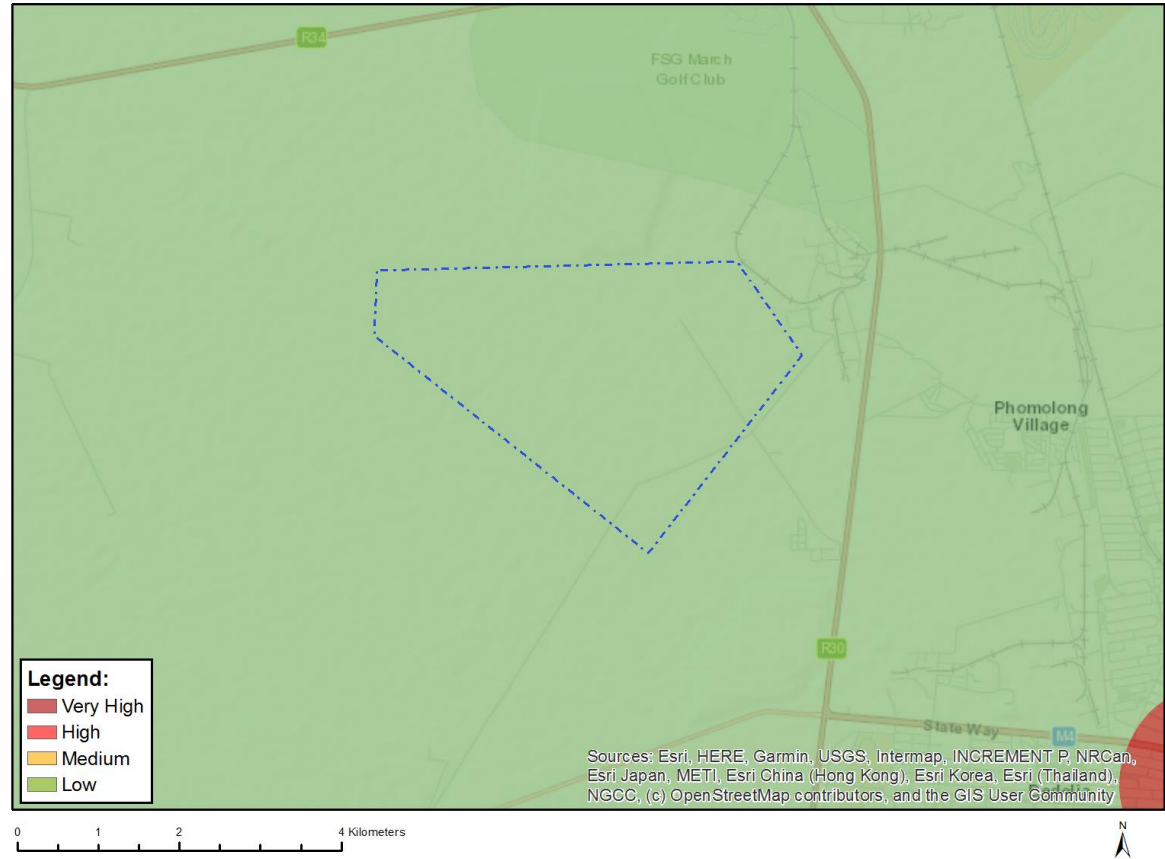 R34
FSG March
Golf Club
Phomolong
Village
R30
State Way
M4
Legend:
Very High
High
Medium
Low
Sources: Esri, HERE, Garmin, USGS, Intermap, INCREMENT P, NRCan,
Esri Japan, METI, Esri China (Hong Kong), Esri Korea, Esri (Thailand),
NGCC, (c) OpenStreetMap contributors, and the GIS User Community
0 1 2 4 Kilometers
N